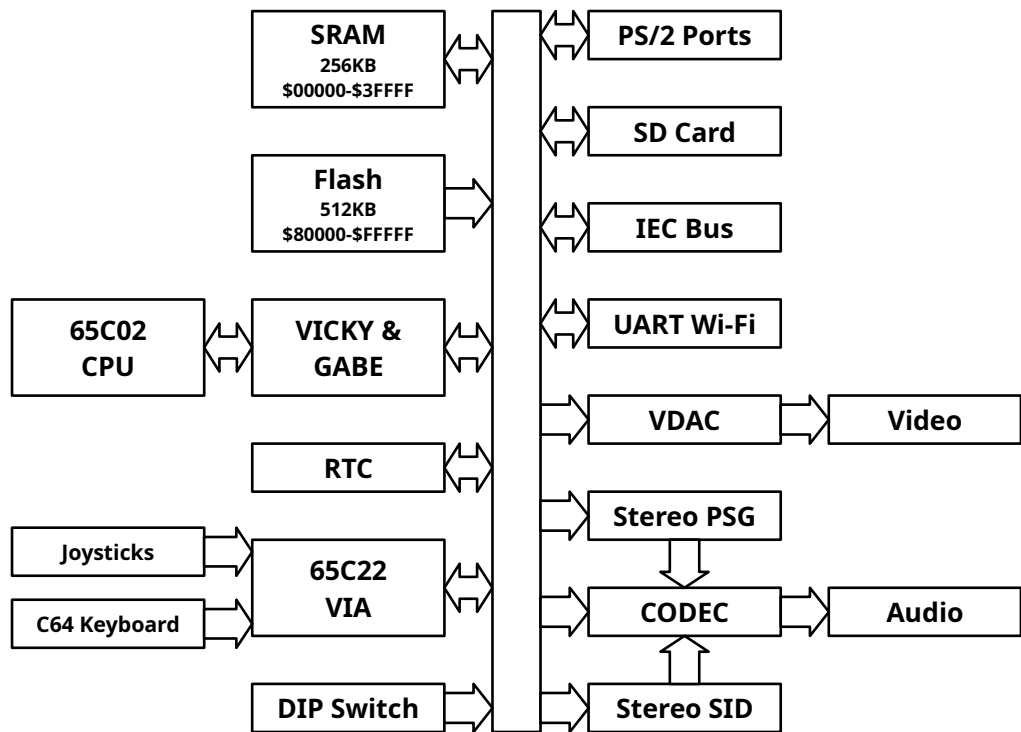 SRAM
256KB
$00000-$3FFFF
PS/2 Ports
SD Card
Flash
512KB
$80000-$FFFFF
IEC Bus
65C02
CPU
VICKY &
GABE
UART Wi-Fi
VDAC
Video
RTC
Stereo PSG
Joysticks
65C22
VIA
C64 Keyboard
CODEC
Audio
DIP Switch
Stereo SID